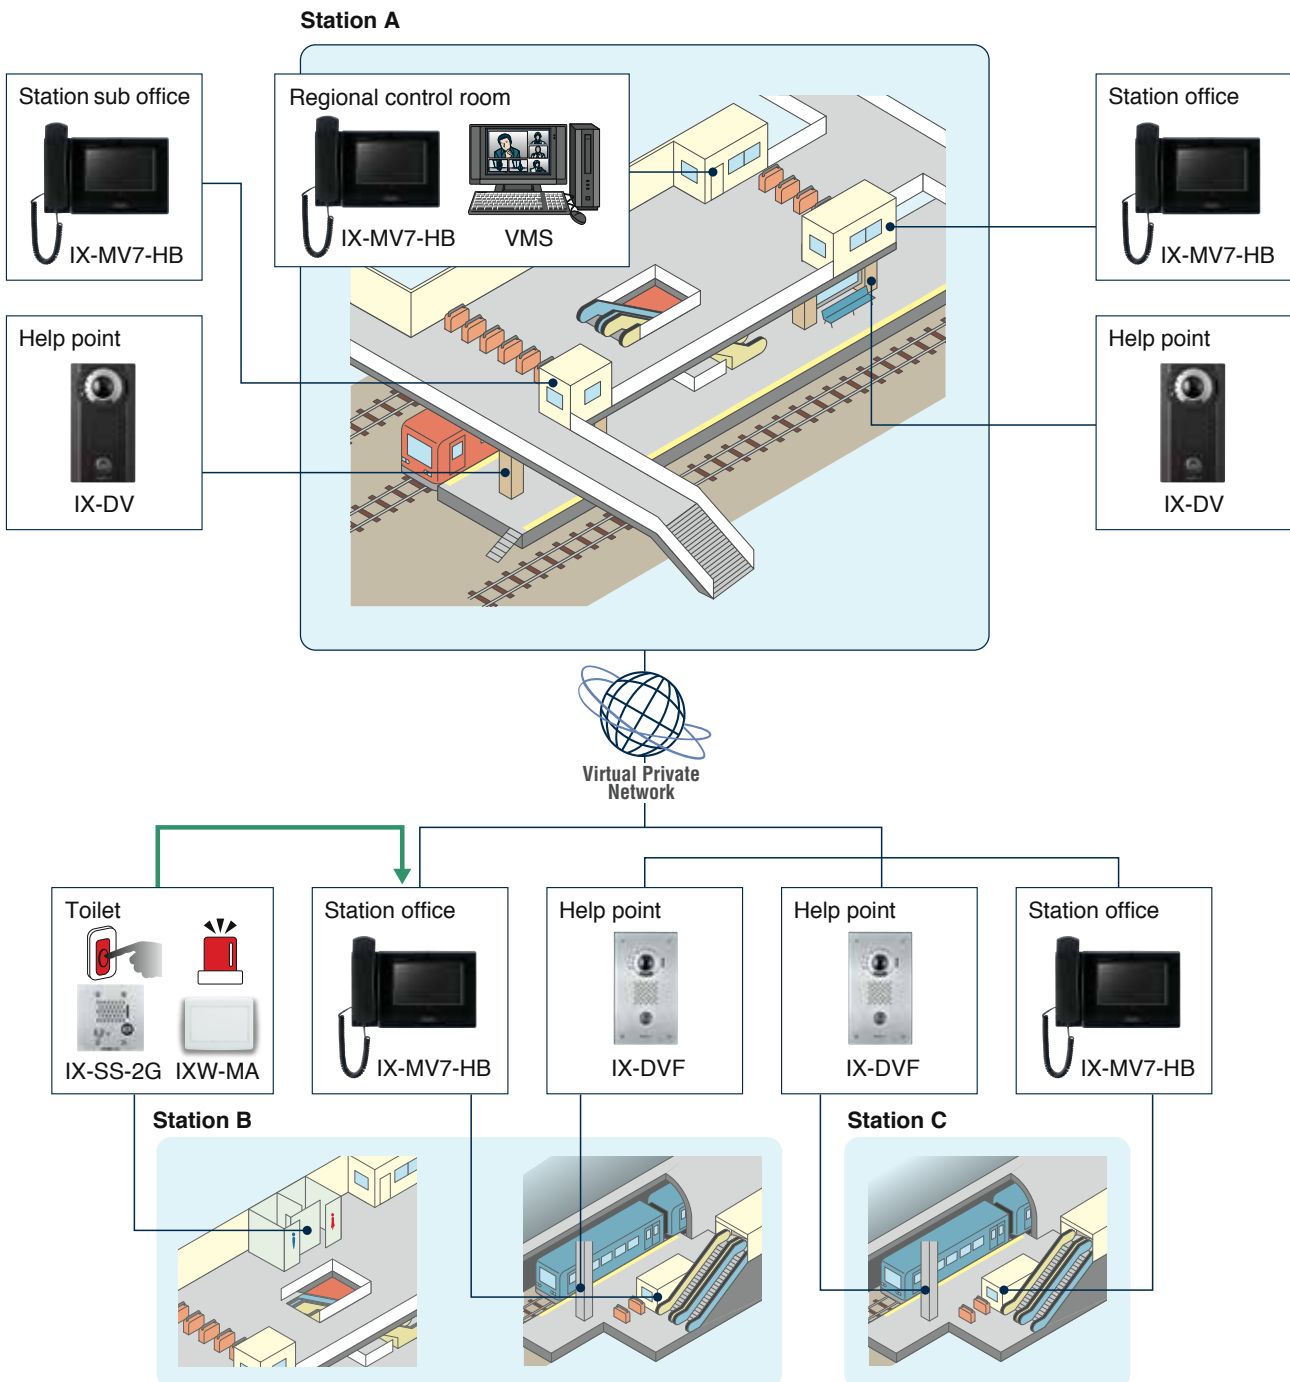 Station A
Station sub office
IX-MV7-HB
Regional control room
IX-MV7-HB
VMS
Station office
IX-MV7-HB
Help point
IX-DV
Help point
IX-DV
Virtual Private
Network
Toilet
IX-SS-2G
IXW-MA
Station office
IX-MV7-HB
Help point
IX-DVF
Help point
IX-DVF
Station office
IX-MV7-HB
Station B
Station C